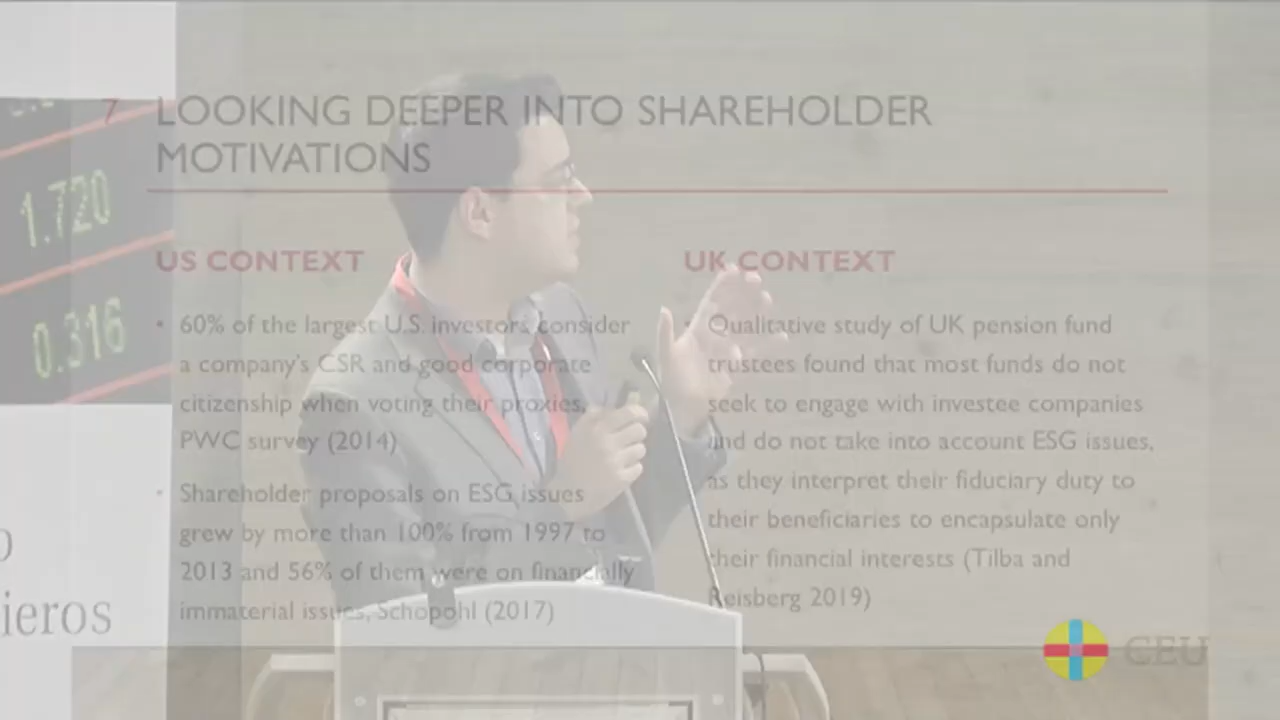 7 LOOKING DEEPER INTO SHAREHOLDER
MOTIVATIONS
US CONTEXT
• 60% of the largest U.S. investors consider
a company's CSR and good corporate
citizenship when voting their proxies,
PWC survey (2014)
• Shareholder proposals on ESG issues
grew by more than 100% from 1997 to
2013 and 56% of them were on financially
immaterial issues, Schopohl (2017)
UK CONTEXT
• Qualitative study of UK pension fund
trustees found that most funds do not
seek to engage with investee companies
and do not take into account ESG issues,
as they interpret their fiduciary duty to
their beneficiaries to encapsulate only
their financial interests (Tilba and
Reisberg 2019)
1.720
0.316
ieros
CEU